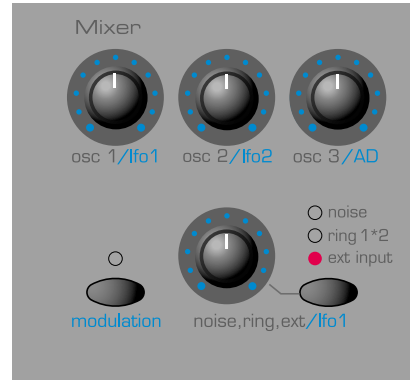 Mixer
osc 1/lfo1 osc 2/lfo2 osc 3/AD
noise
ring 1*2
ext input
modulation noise,ring,ext/lfo1